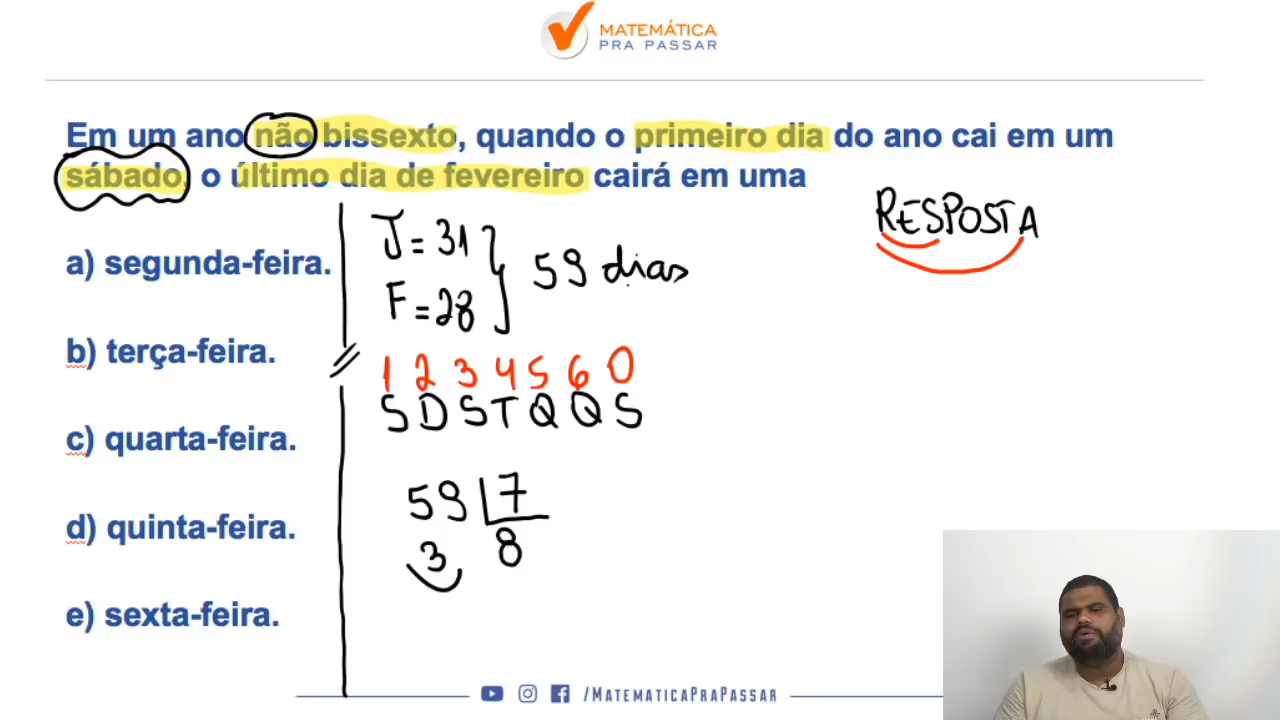 MATEMÁTICA
PRA PASSAR
Em um ano não bissexto, quando o primeiro dia do ano cai em um
sábado, o último dia de fevereiro cairá em uma
RESPOSTA
a) segunda-feira.
b) terça-feira.
c) quarta-feira.
d) quinta-feira.
e) sexta-feira.
J = 31
F = 28
59 dias
1 2 3 4 5 6 0
S D S T Q Q S
59 7
3 8
/MATEMATICAPRAPASSAR